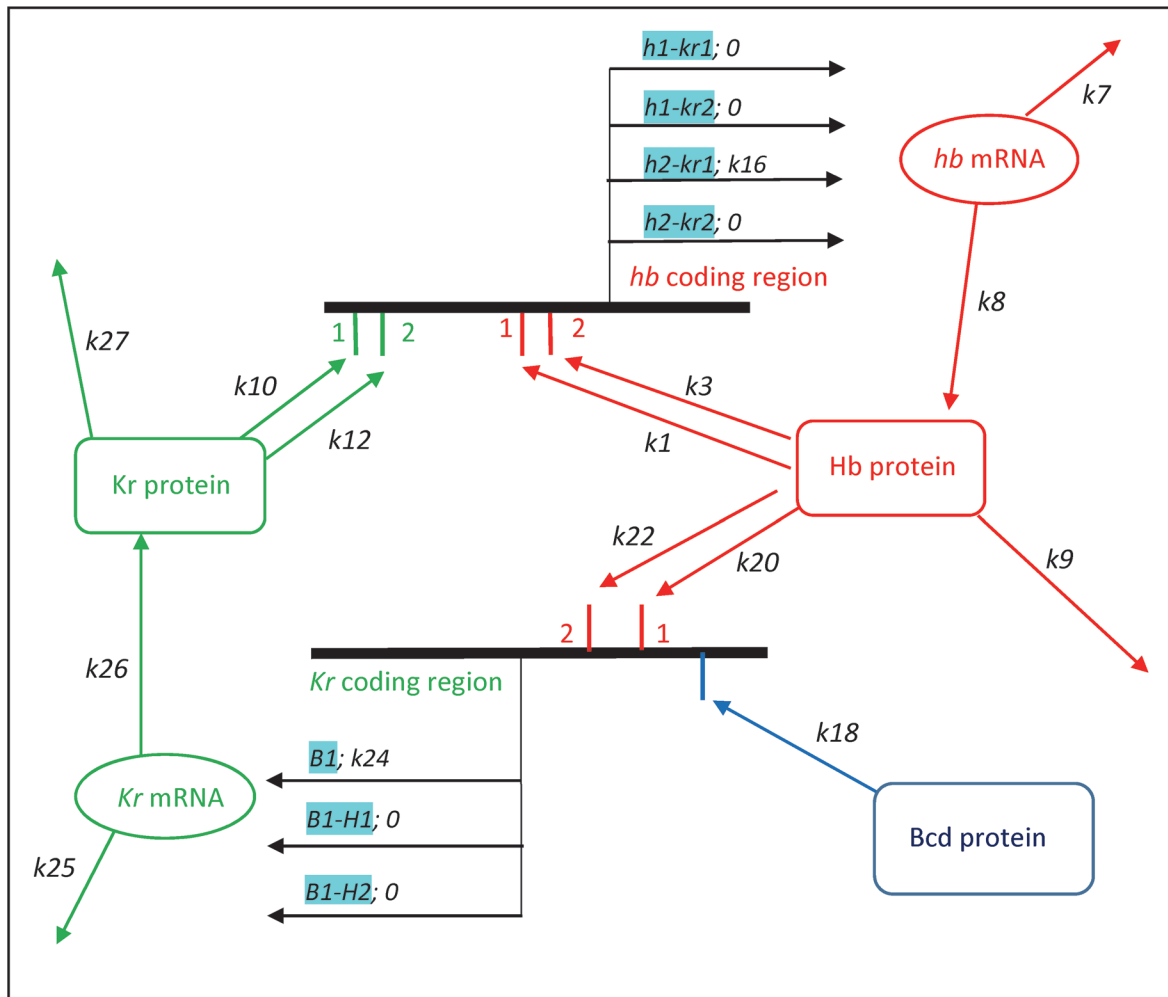 h1-kr1; 0
k7
h1-kr2; 0
hb mRNA
h2-kr1; k16
h2-kr2; 0
hb coding region
k8
k27
1 2 1 2
k10
k3
k12
k1
Kr protein
Hb protein
k22
k20
k9
2 1
k26
Kr coding region
k18
B1; k24
Kr mRNA
B1-H1; 0
Bcd protein
k25
B1-H2; 0